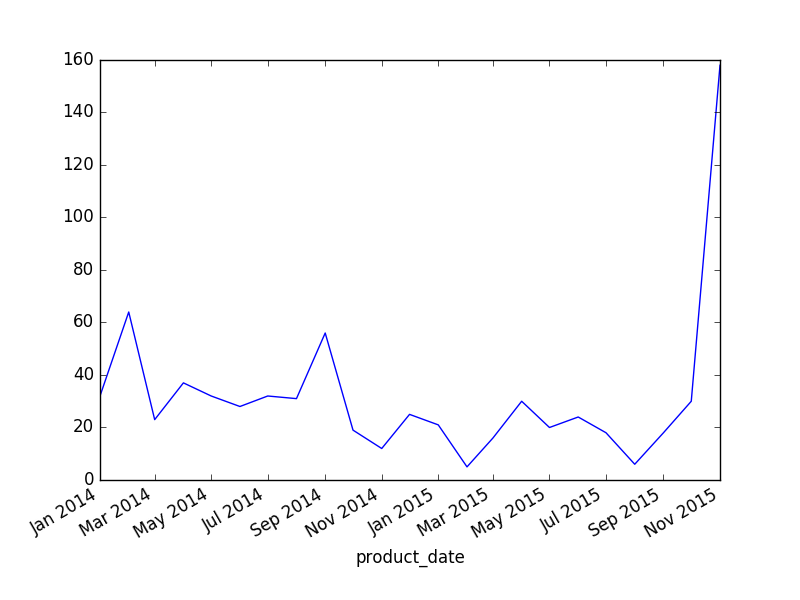 160
140
120
100
80
60
40
20
0
Jan 2014
Mar 2014
May 2014
Jul 2014
Sep 2014
Nov 2014
Jan 2015
Mar 2015
May 2015
Jul 2015
Sep 2015
Nov 2015
product_date